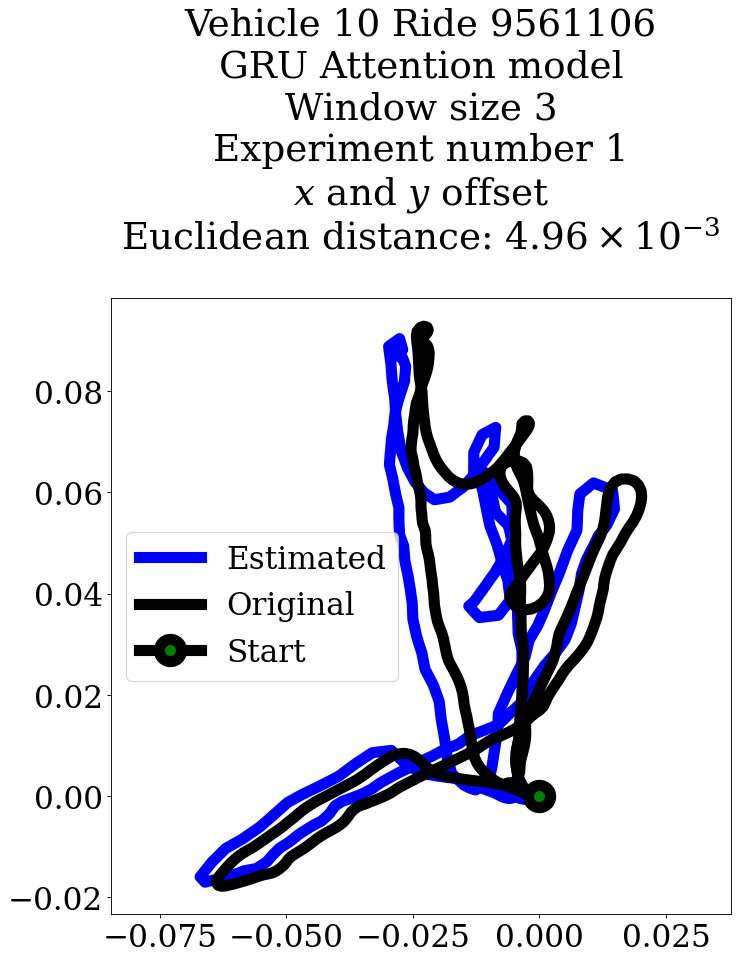 Vehicle 10 Ride 9561106
GRU Attention model
Window size 3
Experiment number 1
x and y offset
Euclidean distance: 4.96 × 10⁻³
0.08
0.06
0.04
0.02
0.00
−0.02
Estimated
Original
Start
−0.075 −0.050 −0.025 0.000 0.025